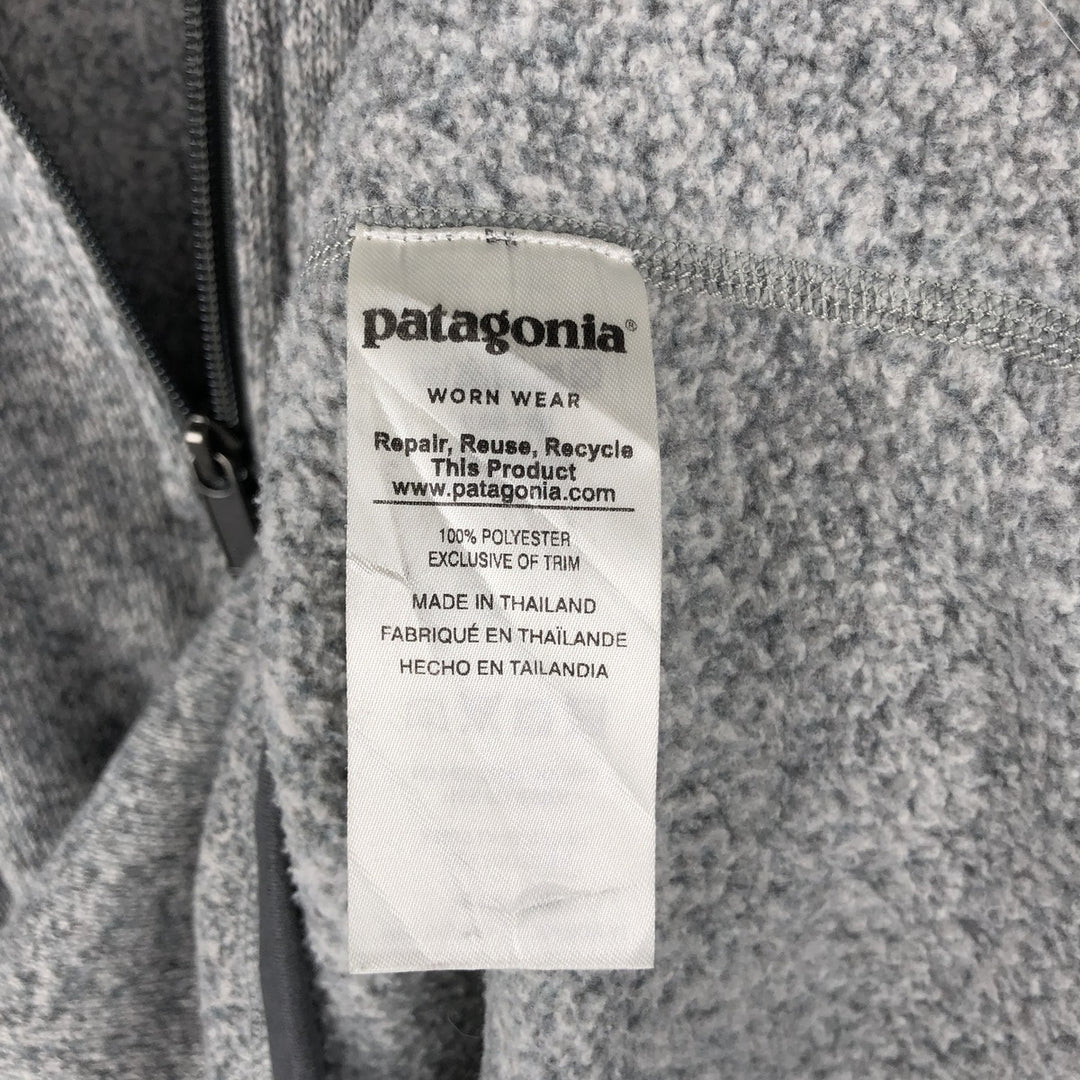 patagonia®
WORN WEAR
Repair, Reuse, Recycle
This Product
www.patagonia.com
100% POLYESTER
EXCLUSIVE OF TRIM
MADE IN THAILAND
FABRIQUÉ EN THAÏLANDE
HECHO EN TAILANDIA